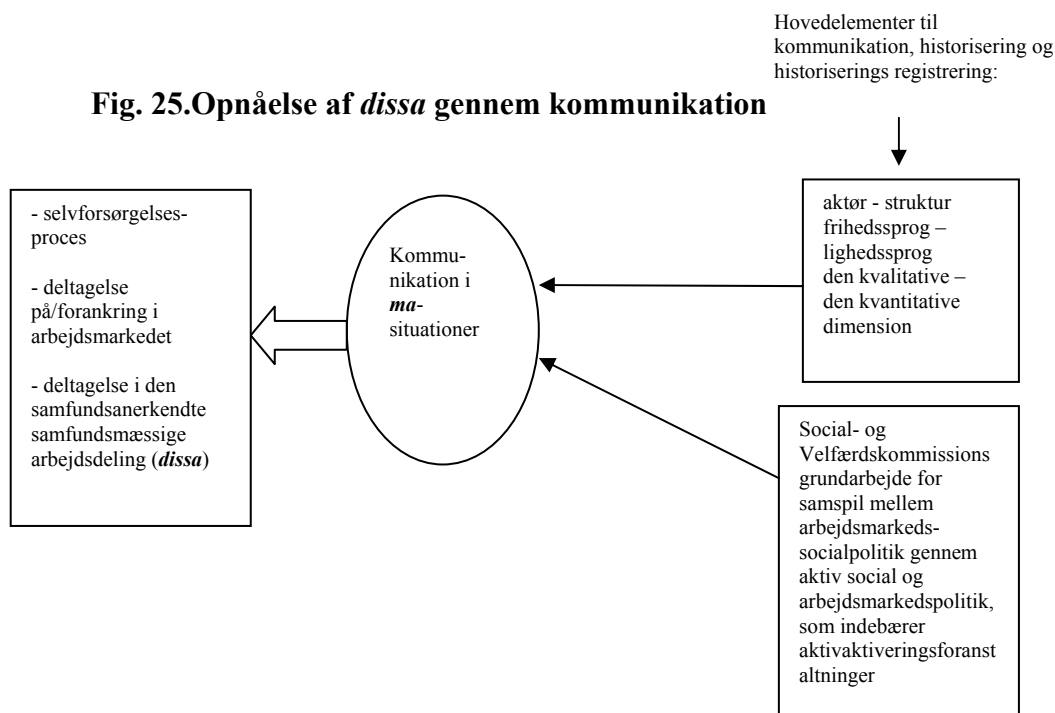 Hovedelementer til
kommunikation, historisering og
historiserings registrering:
Fig. 25.Opnåelse af dissa gennem kommunikation
- selvforsørgelses-
proces
- deltagelse
på/forankring i
arbejdsmarkedet
- deltagelse i den
samfundsanerkendte
samfundsmæssige
arbejdsdeling (dissa)
Kommu-
nikation i
ma-
situationer
aktør - struktur
frihedssprog –
lighedssprog
den kvalitative –
den kvantitative
dimension
Social- og
Velfærdskommissions
grundarbejde for
samspil mellem
arbejdsmarkeds-
socialpolitik gennem
aktiv social og
arbejdsmarkedspolitik,
som indebærer
aktivaktiveringsforanst
altninger